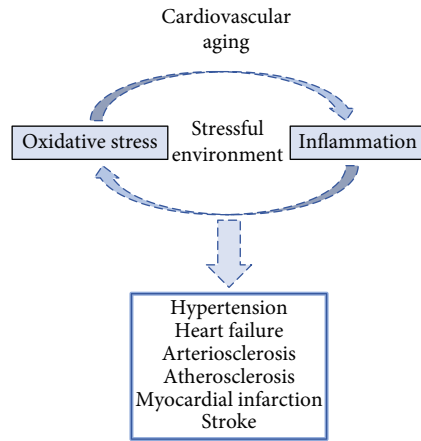 Cardiovascular
aging
Oxidative stress
Stressful
environment
Inflammation
Hypertension
Heart failure
Arteriosclerosis
Atherosclerosis
Myocardial infarction
Stroke